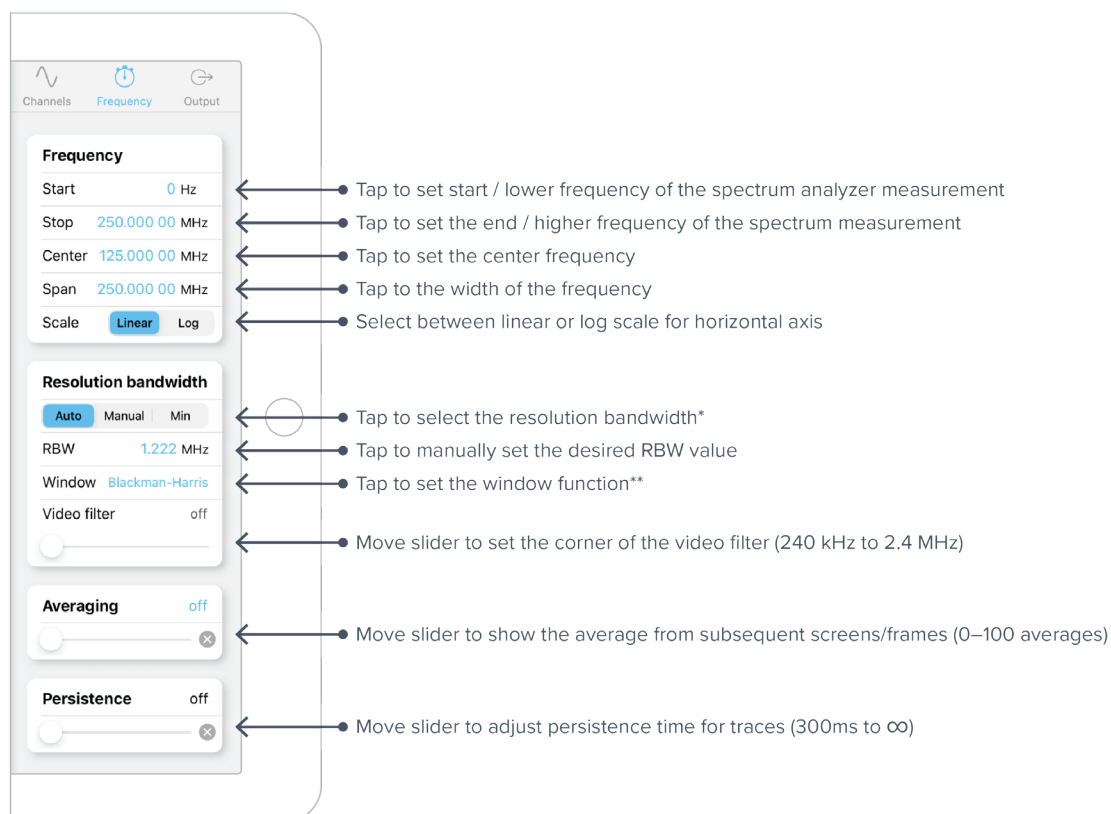 Channels Frequency Output
Frequency
Start 0 Hz Tap to set start / lower frequency of the spectrum analyzer measurement
Stop 250.000 00 MHz Tap to set the end / higher frequency of the spectrum measurement
Center 125.000 00 MHz Tap to set the center frequency
Span 250.000 00 MHz Tap to the width of the frequency
Scale Linear Log Select between linear or log scale for horizontal axis
Resolution bandwidth
Auto Manual Min Tap to select the resolution bandwidth*
RBW 1.222 MHz Tap to manually set the desired RBW value
Window Blackman-Harris Tap to set the window function**
Video filter off
Move slider to set the corner of the video filter (240 kHz to 2.4 MHz)
Averaging off
Move slider to show the average from subsequent screens/frames (0–100 averages)
Persistence off
Move slider to adjust persistence time for traces (300ms to ∞)